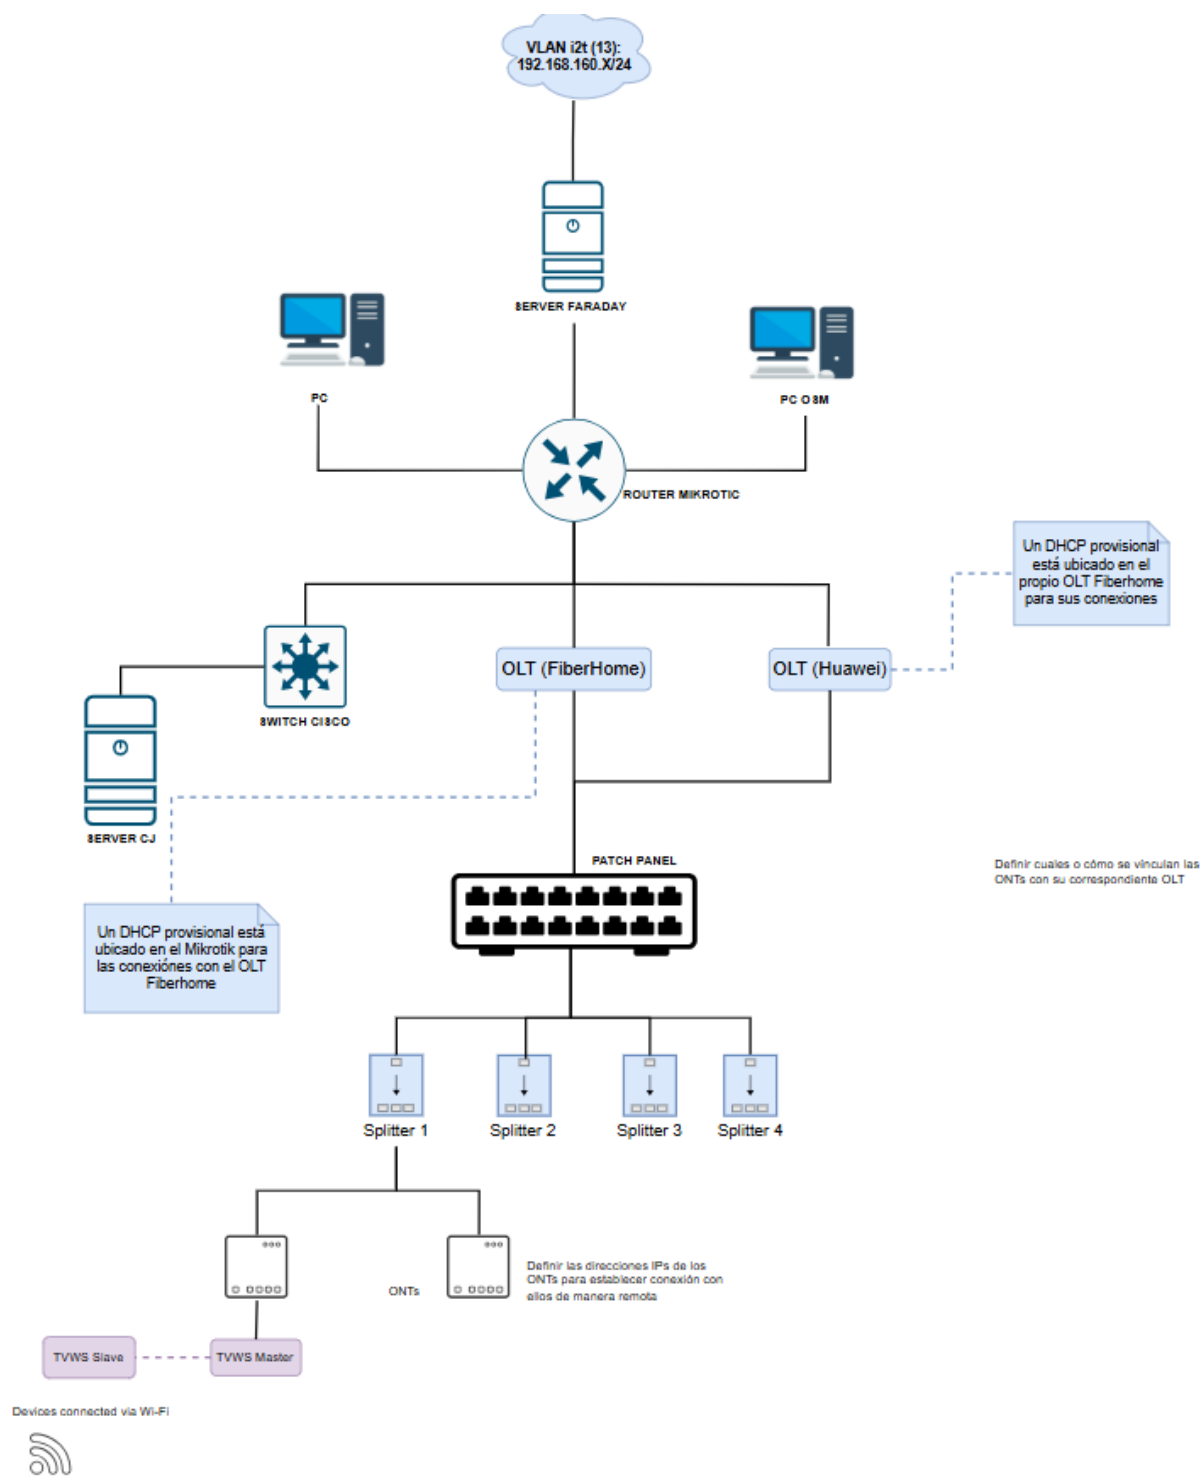 VLAN i2t (13):
192.168.160.X/24
SERVER FARADAY
PC
PC OSM
ROUTER MIKROTIC
Un DHCP provisional
está ubicado en el
propio OLT Fiberhome
para sus conexiones
OLT (FiberHome)
OLT (Huawei)
SWITCH CISCO
SERVER CJ
PATCH PANEL
Definir cuales o cómo se vinculan las
ONTs con su correspondiente OLT
Un DHCP provisional está
ubicado en el Mikrotik para
las conexiónes con el OLT
Fiberhome
Splitter 1
Splitter 2
Splitter 3
Splitter 4
ONTs
Definir las direcciones IPs de los
ONTs para establecer conexión con
ellos de manera remota
TVWS Slave
TVWS Master
Devices connected via Wi-Fi